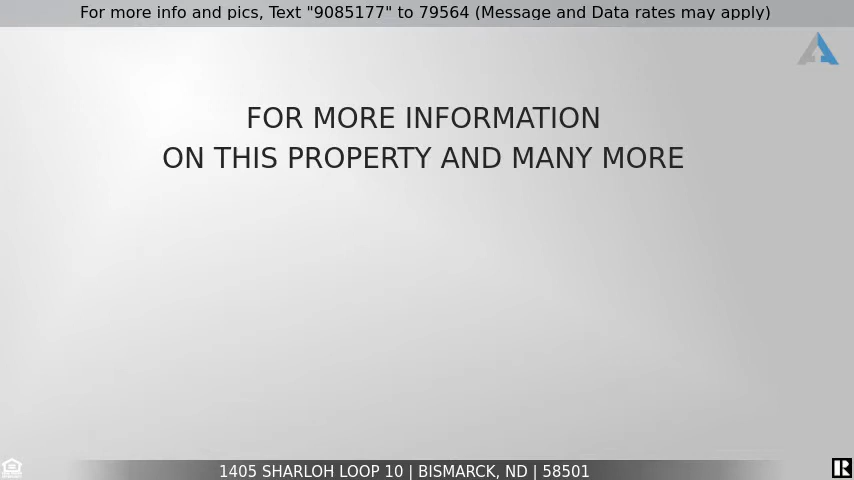 For more info and pics, Text "9085177" to 79564 (Message and Data rates may apply)
FOR MORE INFORMATION
ON THIS PROPERTY AND MANY MORE
1405 SHARLOH LOOP 10 | BISMARCK, ND | 58501